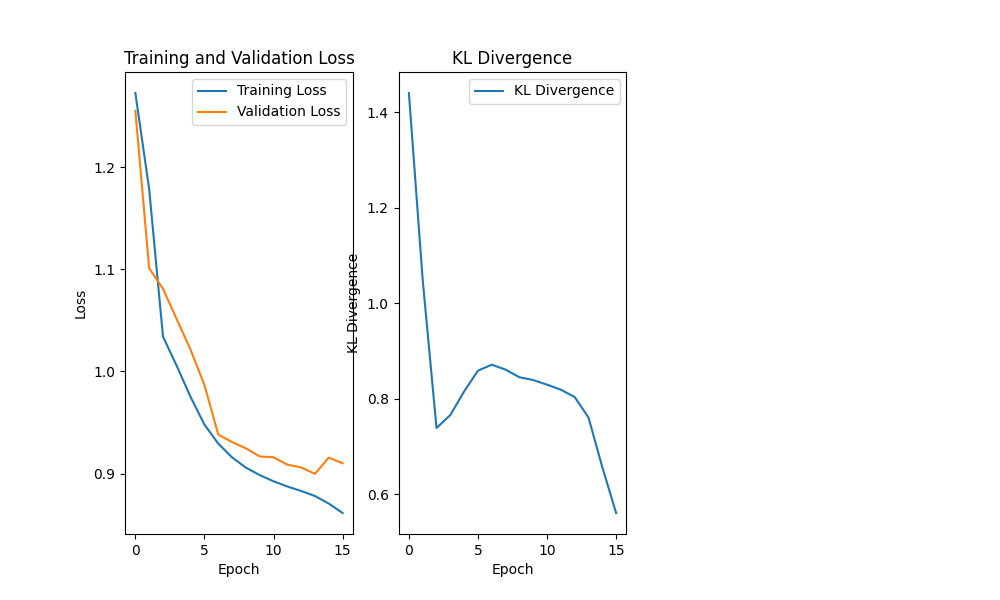 Training and Validation Loss
Training Loss
Validation Loss
1.2
1.1
1.0
0.9
Loss
0
5
10
15
Epoch
KL Divergence
KL Divergence
1.4
1.2
1.0
0.8
0.6
KL Divergence
0
5
10
15
Epoch